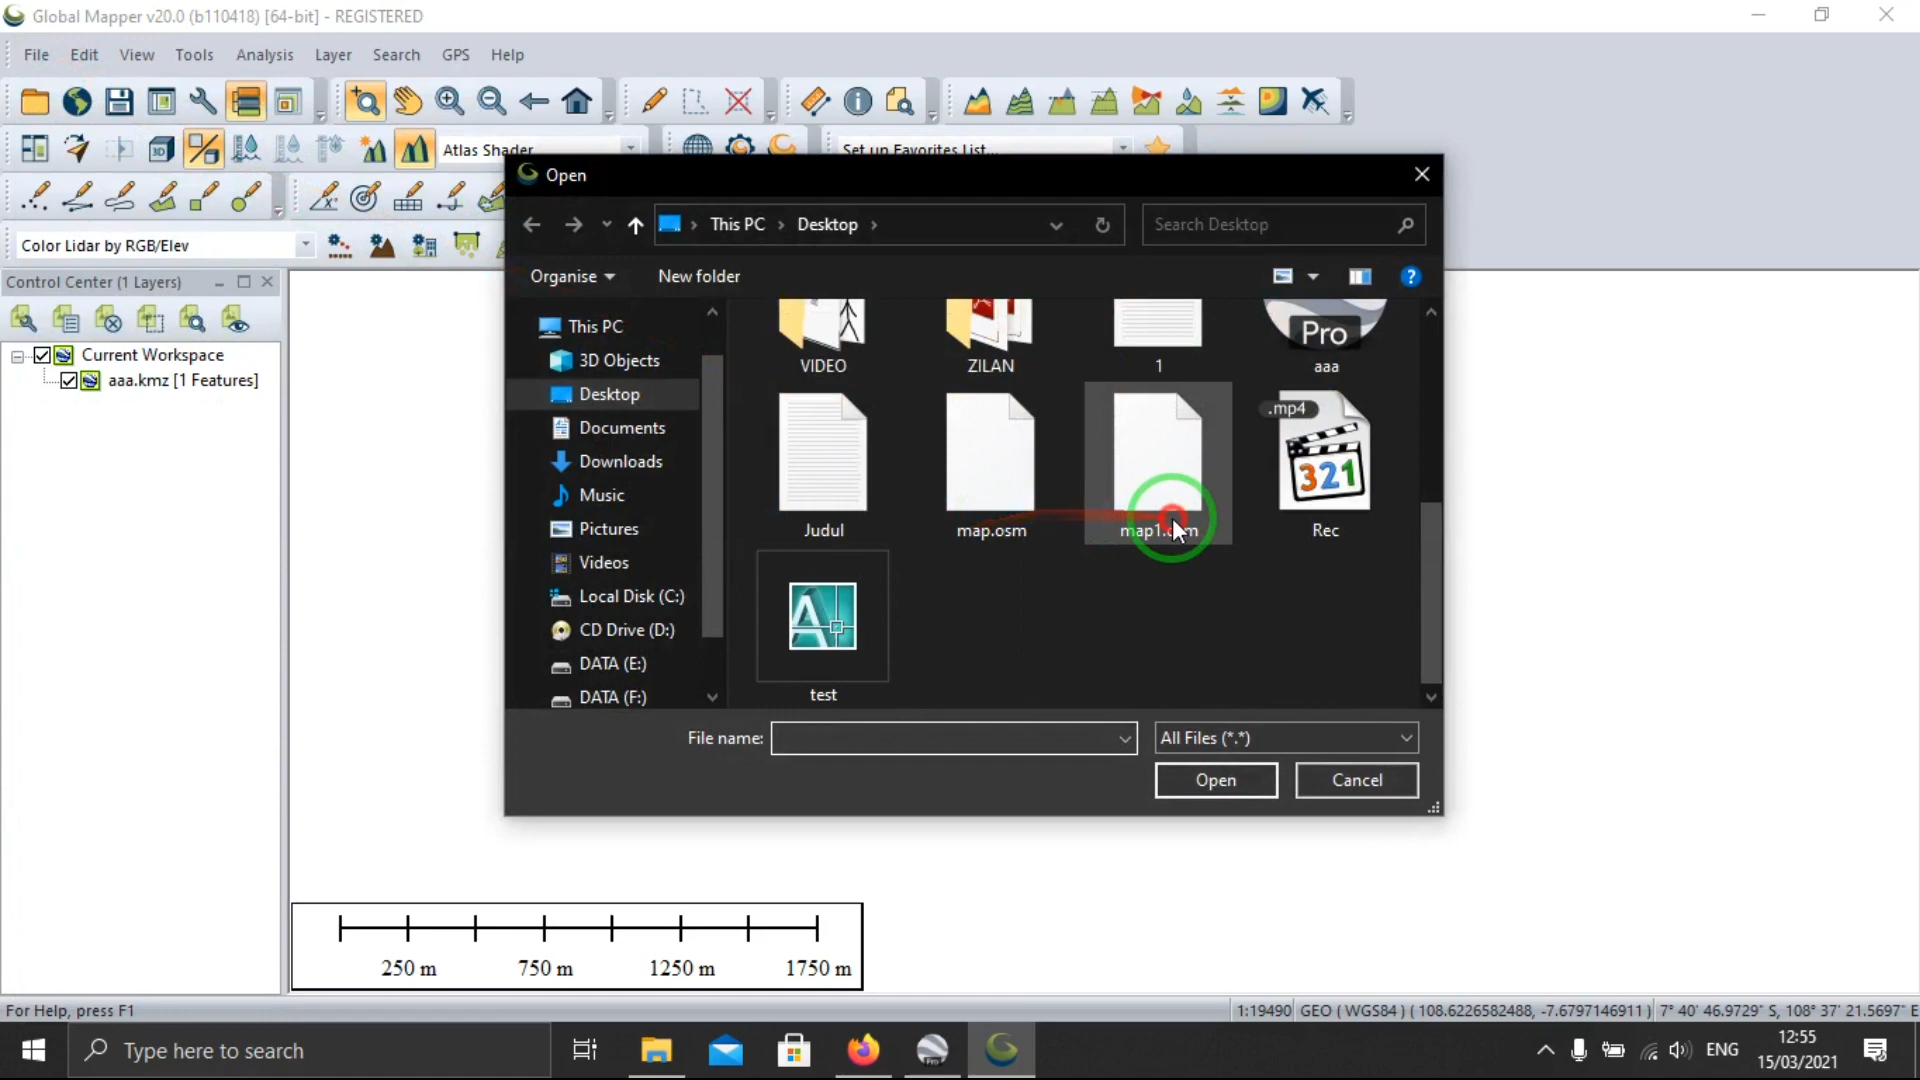 Global Mapper v20.0 (b110418) [64-bit] - REGISTERED
File Edit View Tools Analysis Layer Search GPS Help
3D Atlas Shader Set up Favorites List...
Color Lidar by RGB/Elev
Control Center (1 Layers)
Current Workspace
aaa.kmz [1 Features]
Open
This PC Desktop
Search Desktop
Organise New folder
This PC
3D Objects
Desktop
Documents
Downloads
Music
Pictures
Videos
Local Disk (C:)
CD Drive (D:)
DATA (E:)
DATA (F:)
Pro
VIDEO ZILAN 1 aaa
.mp4
321
Judul map.osm Rec
test
File name: All Files (*.*)
Open Cancel
250 m 750 m 1250 m 1750 m
For Help, press F1
1:19490 GEO ( WGS84 ) ( 108.6226582488, -7.6797146911 ) 7° 40' 46.9729" S, 108° 37' 21.5697" E
Type here to search
Pro
ENG
12:55
15/03/2021